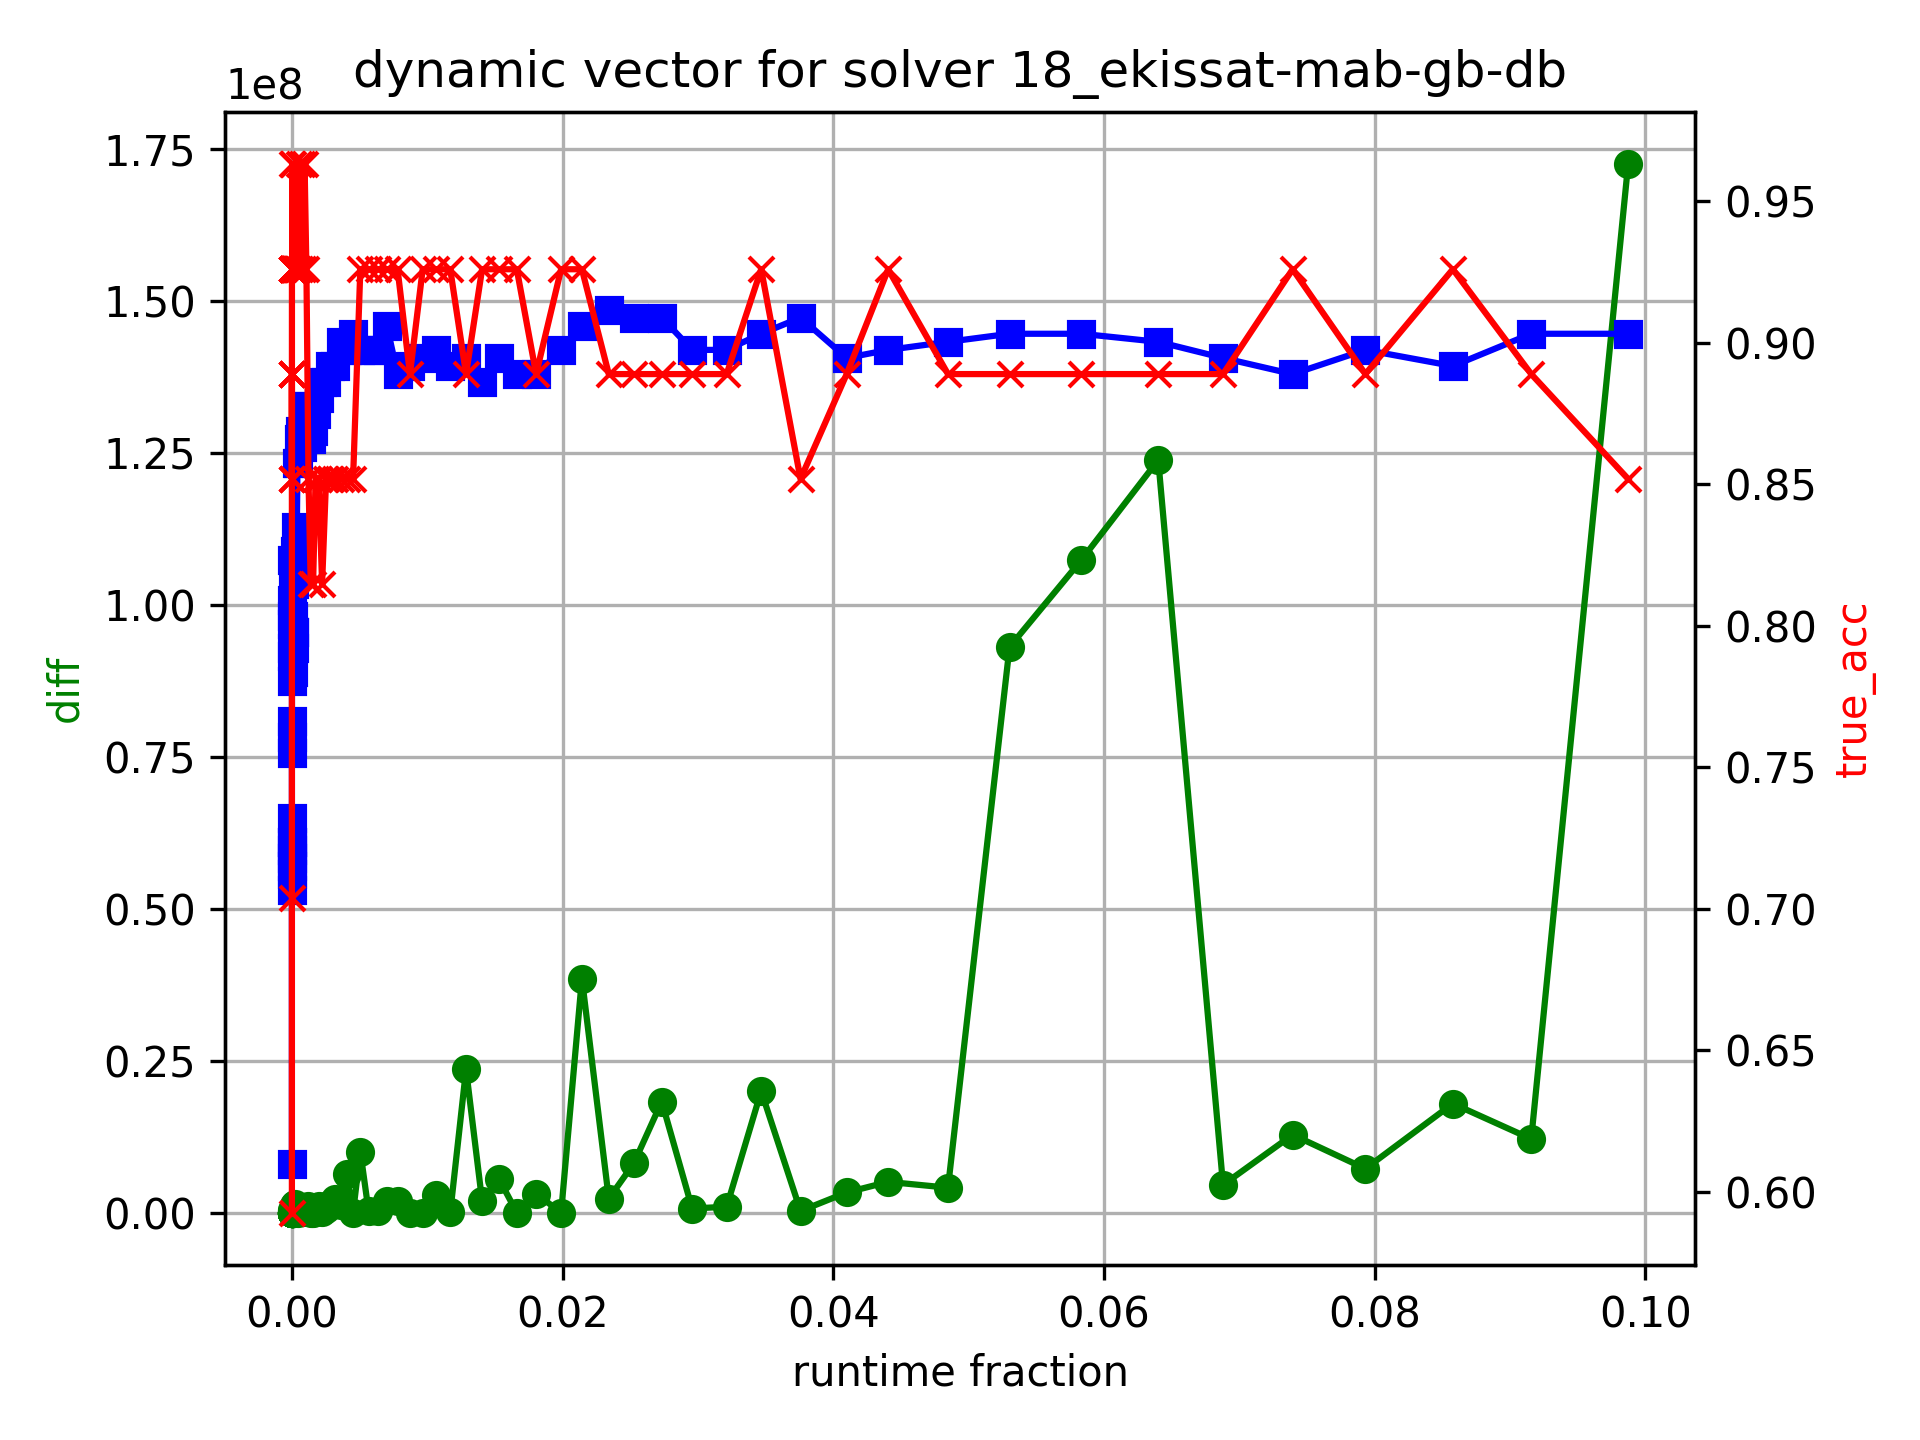 dynamic vector for solver 18_ekissat-mab-gb-db
1e8
1.75
1.50
1.25
1.00
0.75
0.50
0.25
0.00
diff
0.95
0.90
0.85
0.80
0.75
0.70
0.65
0.60
true_acc
0.00 0.02 0.04 0.06 0.08 0.10
runtime fraction